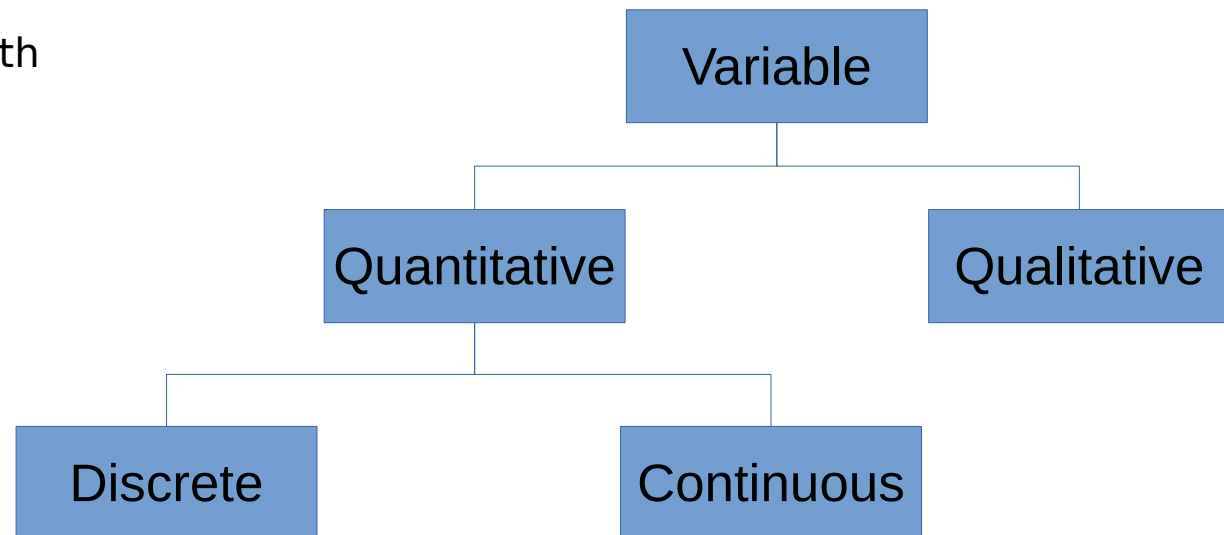 th
Variable
Quantitative
Qualitative
Discrete
Continuous